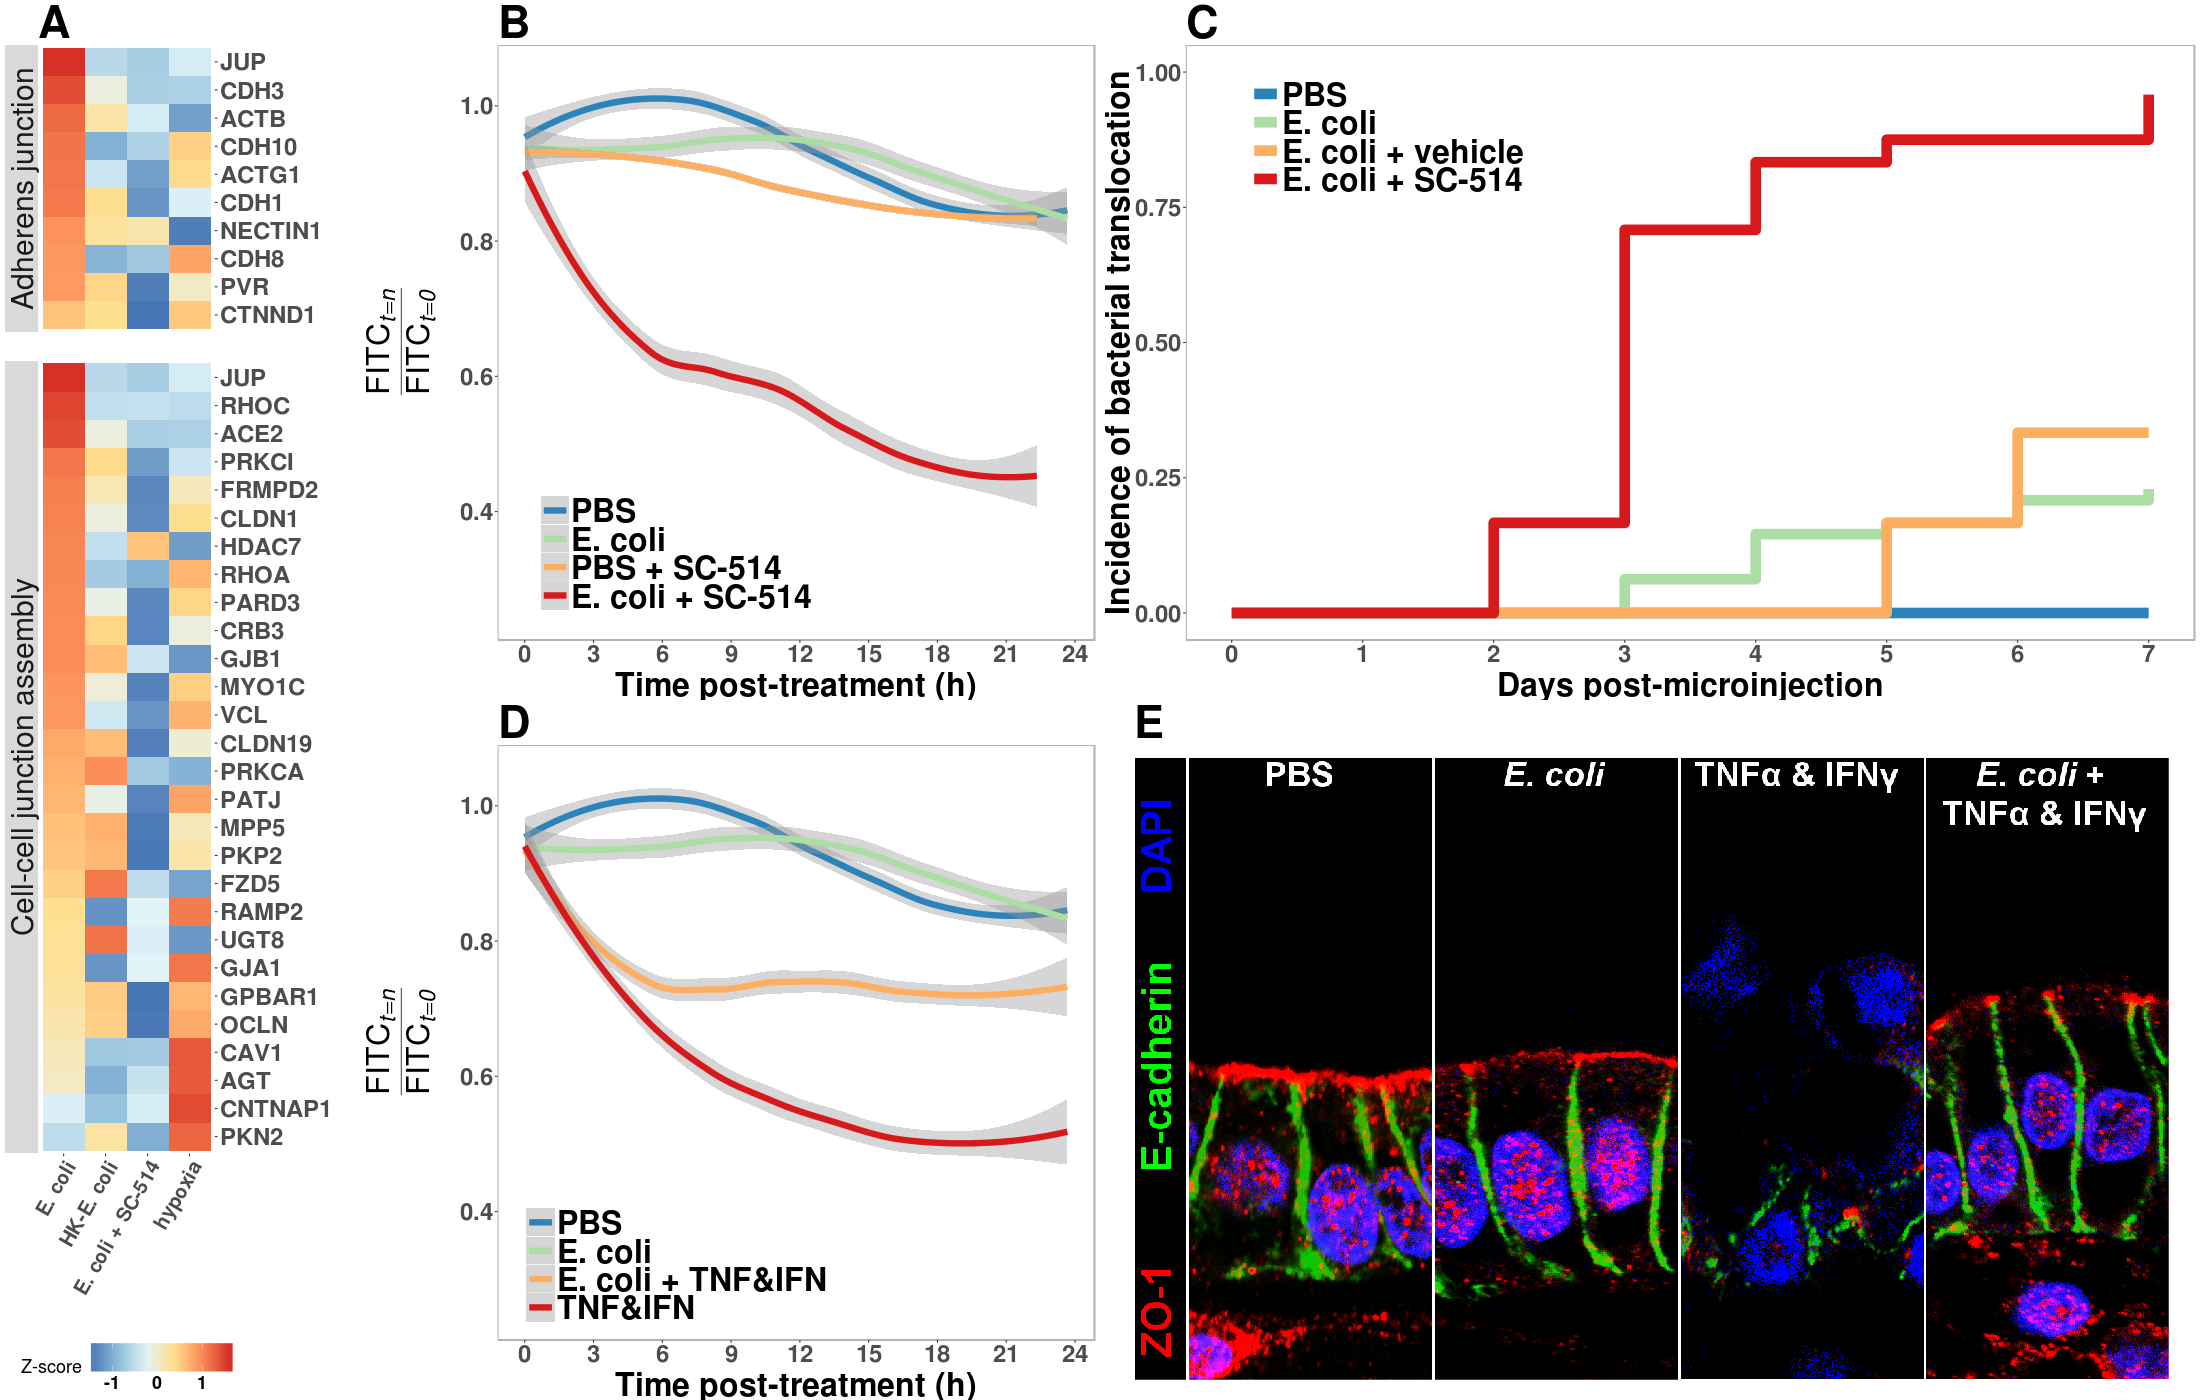 A
Adherens junction
JUP
CDH3
ACTB
CDH10
ACTG1
CDH1
NECTIN1
CDH8
PVR
CTNND1
Cell-cell junction assembly
JUP
RHOC
ACE2
PRKCI
FRMPD2
CLDN1
HDAC7
RHOA
PARD3
CRB3
GJB1
MYO1C
VCL
CLDN19
PRKCA
PATJ
MPP5
PKP2
FZD5
RAMP2
UGT8
GJA1
GPBAR1
OCLN
CAV1
AGT
CNTNAP1
PKN2
E. coli
HK-E. coli
E. coli + SC-514
hypoxia
Z-score
-1 0 1
B
FITCt=n
FITCt=0
1.0
0.8
0.6
0.4
PBS
E. coli
PBS + SC-514
E. coli + SC-514
0 3 6 9 12 15 18 21 24
Time post-treatment (h)
C
Incidence of bacterial translocation
1.00
0.75
0.50
0.25
0.00
PBS
E. coli
E. coli + vehicle
E. coli + SC-514
0 1 2 3 4 5 6 7
Days post-microinjection
D
FITCt=n
FITCt=0
1.0
0.8
0.6
0.4
PBS
E. coli
E. coli + TNF&IFN
TNF&IFN
0 3 6 9 12 15 18 21 24
Time post-treatment (h)
E
ZO-1 E-cadherin DAPI
PBS
E. coli
TNFα & IFNγ
E. coli +
TNFα & IFNγ